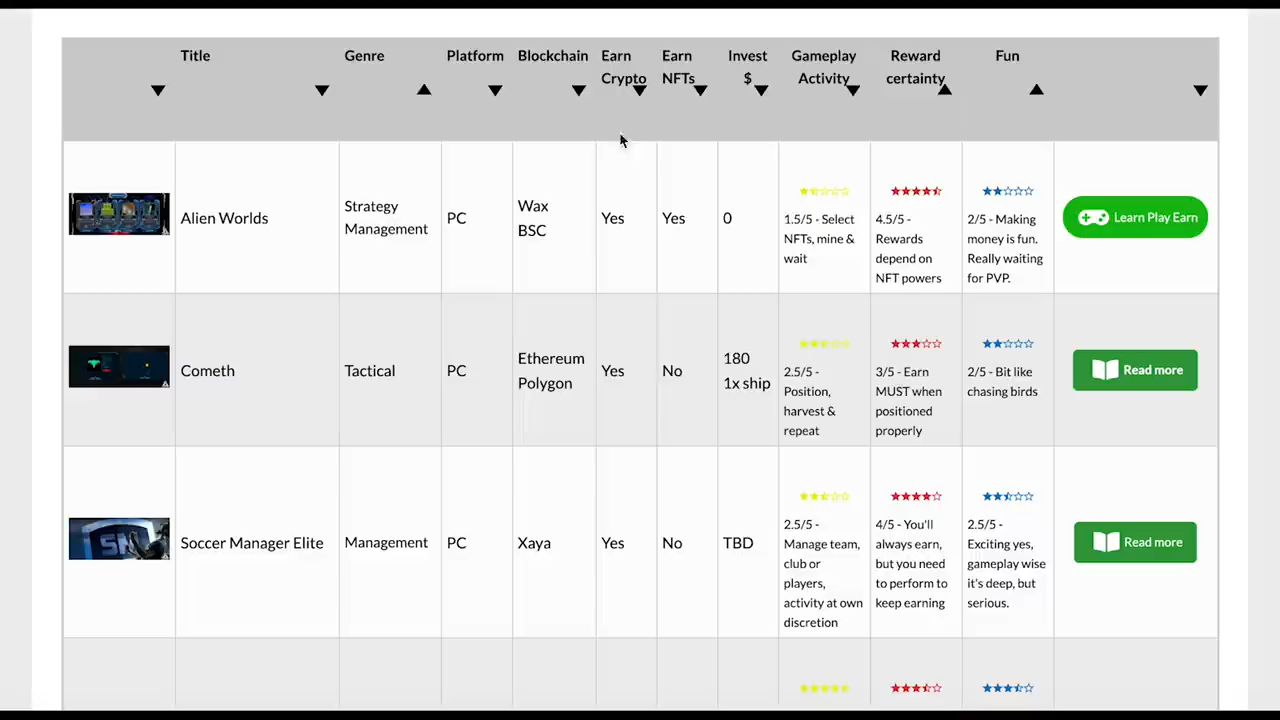 Title
Genre
Platform
Blockchain
Earn
Crypto
Earn
NFTs
Invest
$
Gameplay
Activity
Reward
certainty
Fun
Alien Worlds
Strategy
Management
PC
Wax
BSC
Yes
Yes
0
1.5/5 - Select
NFTs, mine &
wait
4.5/5 -
Rewards
depend on
NFT powers
2/5 - Making
money is fun.
Really waiting
for PVP.
Learn Play Earn
Cometh
Tactical
PC
Ethereum
Polygon
Yes
No
180
1x ship
2.5/5 -
Position,
harvest &
repeat
3/5 - Earn
MUST when
positioned
properly
2/5 - Bit like
chasing birds
Read more
Soccer Manager Elite
Management
PC
Xaya
Yes
No
TBD
2.5/5 -
Manage team,
club or
players,
activity at own
discretion
4/5 - You'll
always earn,
but you need
to perform to
keep earning
2.5/5 -
Exciting yes,
gameplay wise
it's deep, but
serious.
Read more